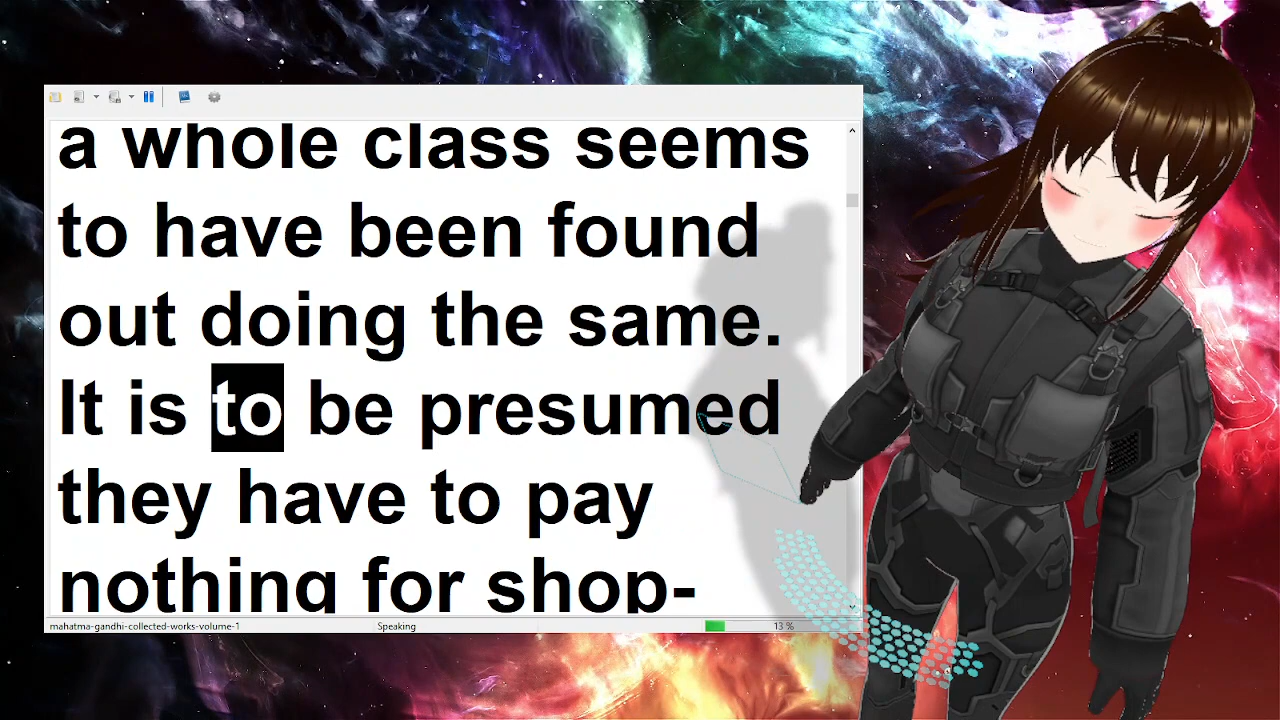 a whole class seems
to have been found
out doing the same.
It is to be presumed
they have to pay
nothing for shop-
mahatma-gandhi-collected-works-volume-1
Speaking
13 %